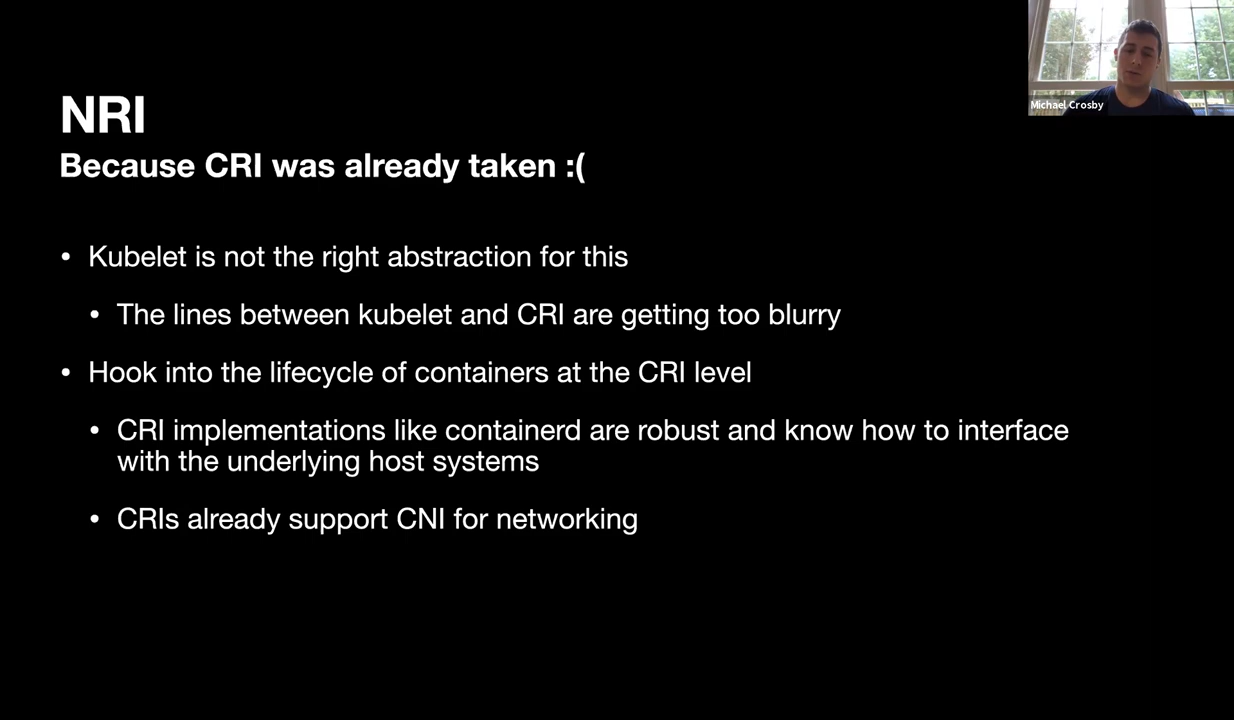 NRI
Because CRI was already taken :(
Michael Crosby
• Kubelet is not the right abstraction for this
• The lines between kubelet and CRI are getting too blurry
• Hook into the lifecycle of containers at the CRI level
• CRI implementations like containerd are robust and know how to interface
with the underlying host systems
• CRIs already support CNI for networking